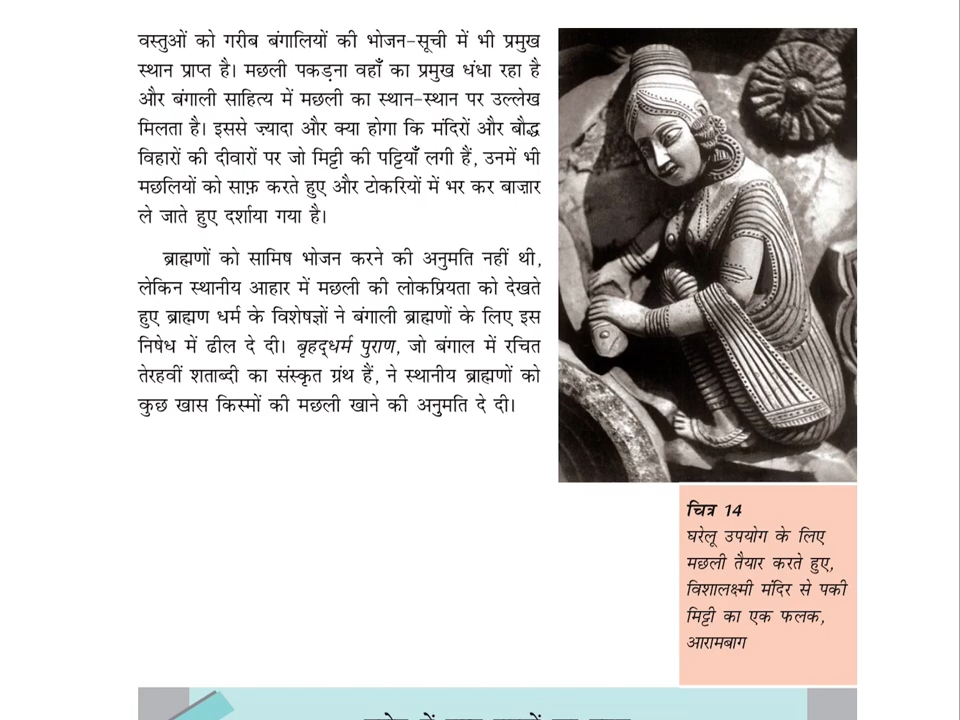 वस्तुओं को गरीब बंगालियों की भोजन-सूची में भी प्रमुख
स्थान प्राप्त है। मछली पकड़ना वहाँ का प्रमुख धंधा रहा है
और बंगाली साहित्य में मछली का स्थान-स्थान पर उल्लेख
मिलता है। इससे ज़्यादा और क्या होगा कि मंदिरों और बौद्ध
विहारों की दीवारों पर जो मिट्टी की पट्टियाँ लगी हैं, उनमें भी
मछलियों को साफ़ करते हुए और टोकरियों में भर कर बाज़ार
ले जाते हुए दर्शाया गया है।
ब्राह्मणों को सामिष भोजन करने की अनुमति नहीं थी,
लेकिन स्थानीय आहार में मछली की लोकप्रियता को देखते
हुए ब्राह्मण धर्म के विशेषज्ञों ने बंगाली ब्राह्मणों के लिए इस
निषेध में ढील दे दी। बृहद्धर्म पुराण, जो बंगाल में रचित
तेरहवीं शताब्दी का संस्कृत ग्रंथ हैं, ने स्थानीय ब्राह्मणों को
कुछ खास किस्मों की मछली खाने की अनुमति दे दी।
चित्र 14
घरेलू उपयोग के लिए
मछली तैयार करते हुए,
विशालक्ष्मी मंदिर से पकी
मिट्टी का एक फलक,
आरामबाग